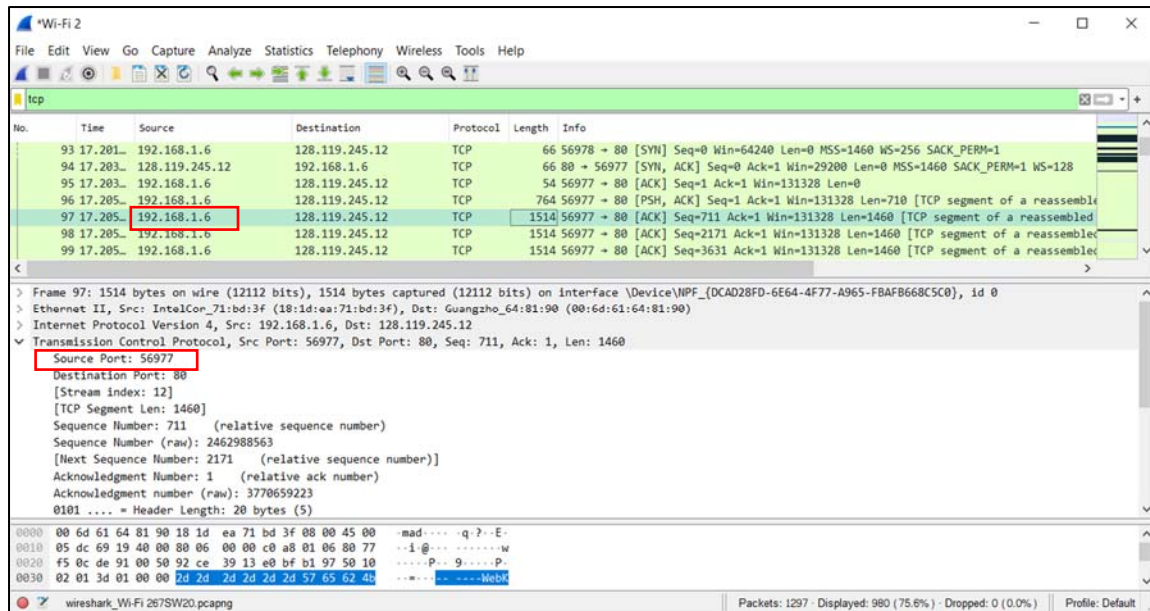 *Wi-Fi 2
File Edit View Go Capture Analyze Statistics Telephony Wireless Tools Help
tcp
No. Time Source Destination Protocol Length Info
93 17.201… 192.168.1.6 128.119.245.12 TCP 66 56978 → 80 [SYN] Seq=0 Win=64240 Len=0 MSS=1460 WS=256 SACK_PERM=1
94 17.203… 128.119.245.12 192.168.1.6 TCP 66 80 → 56977 [SYN, ACK] Seq=0 Ack=1 Win=29200 Len=0 MSS=1460 SACK_PERM=1 WS=128
95 17.203… 192.168.1.6 128.119.245.12 TCP 54 56977 → 80 [ACK] Seq=1 Ack=1 Win=131328 Len=0
96 17.205… 192.168.1.6 128.119.245.12 TCP 764 56977 → 80 [PSH, ACK] Seq=1 Ack=1 Win=131328 Len=710 [TCP segment of a reassemble
97 17.205… 192.168.1.6 128.119.245.12 TCP 1514 56977 → 80 [ACK] Seq=711 Ack=1 Win=131328 Len=1460 [TCP segment of a reassembled
98 17.205… 192.168.1.6 128.119.245.12 TCP 1514 56977 → 80 [ACK] Seq=2171 Ack=1 Win=131328 Len=1460 [TCP segment of a reassembled
99 17.205… 192.168.1.6 128.119.245.12 TCP 1514 56977 → 80 [ACK] Seq=3631 Ack=1 Win=131328 Len=1460 [TCP segment of a reassembled
> Frame 97: 1514 bytes on wire (12112 bits), 1514 bytes captured (12112 bits) on interface \Device\NPF_{DCAD28FD-6E64-4F77-A965-FBAFB668C5C0}, id 0
> Ethernet II, Src: IntelCor_71:bd:3f (18:1d:ea:71:bd:3f), Dst: Guangzho_64:81:90 (00:6d:61:64:81:90)
> Internet Protocol Version 4, Src: 192.168.1.6, Dst: 128.119.245.12
Transmission Control Protocol, Src Port: 56977, Dst Port: 80, Seq: 711, Ack: 1, Len: 1460
Source Port: 56977
Destination Port: 80
[Stream index: 12]
[TCP Segment Len: 1460]
Sequence Number: 711 (relative sequence number)
Sequence Number (raw): 2462988563
[Next Sequence Number: 2171 (relative sequence number)]
Acknowledgment Number: 1 (relative ack number)
Acknowledgment number (raw): 3770659223
0101 .... = Header Length: 20 bytes (5)
0000 00 6d 61 64 81 90 18 1d ea 71 bd 3f 08 00 45 00 ·mad···· ·q·?··E·
0010 05 dc 69 19 40 00 80 06 00 00 c0 a8 01 06 80 77 ··i·@··· ·······w
0020 f5 0c de 91 00 50 92 ce 39 13 e0 bf b1 97 50 10 ·····P·· 9·····P·
0030 02 01 3d 01 00 00 2d 2d 2d 2d 2d 2d 57 65 62 4b ··=···-- ----WebK
wireshark_Wi-Fi 267SW20.pcapng Packets: 1297 · Displayed: 980 (75.6%) · Dropped: 0 (0.0%) Profile: Default